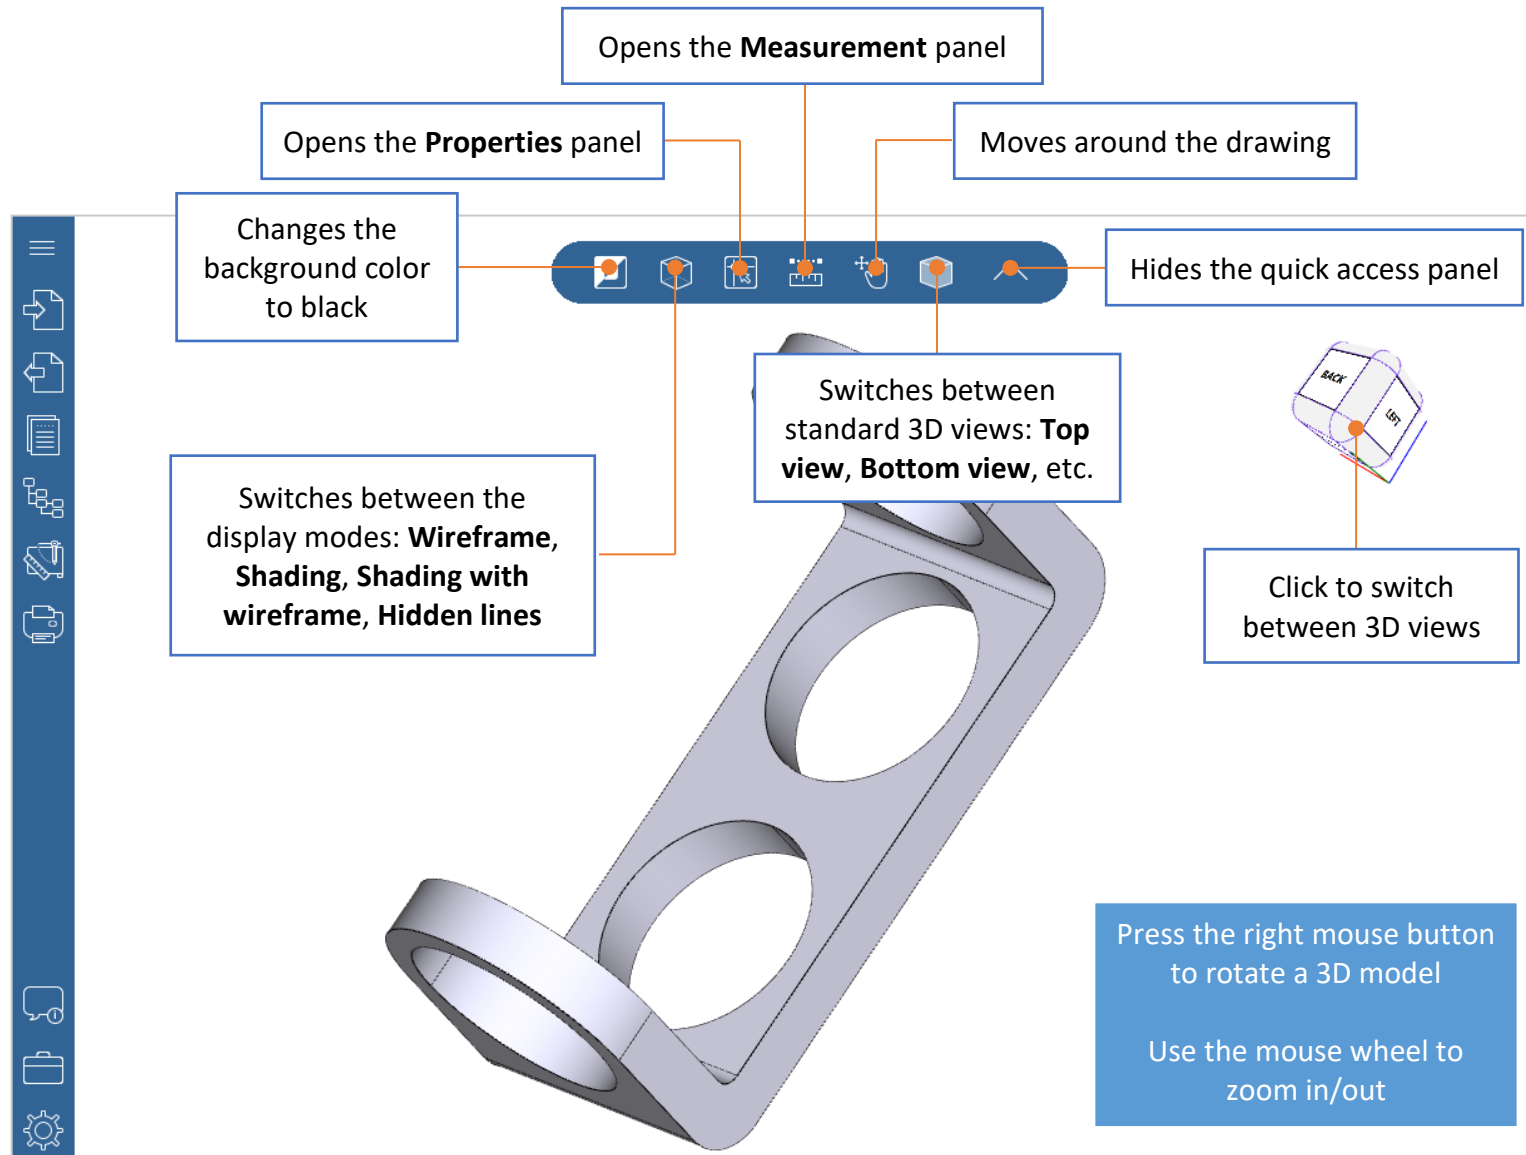 Opens the Measurement panel
Opens the Properties panel
Moves around the drawing
Changes the
background color
to black
Hides the quick access panel
Switches between
standard 3D views: Top
view, Bottom view, etc.
BACK
LEFT
Switches between the
display modes: Wireframe,
Shading, Shading with
wireframe, Hidden lines
Click to switch
between 3D views
Press the right mouse button
to rotate a 3D model
Use the mouse wheel to
zoom in/out